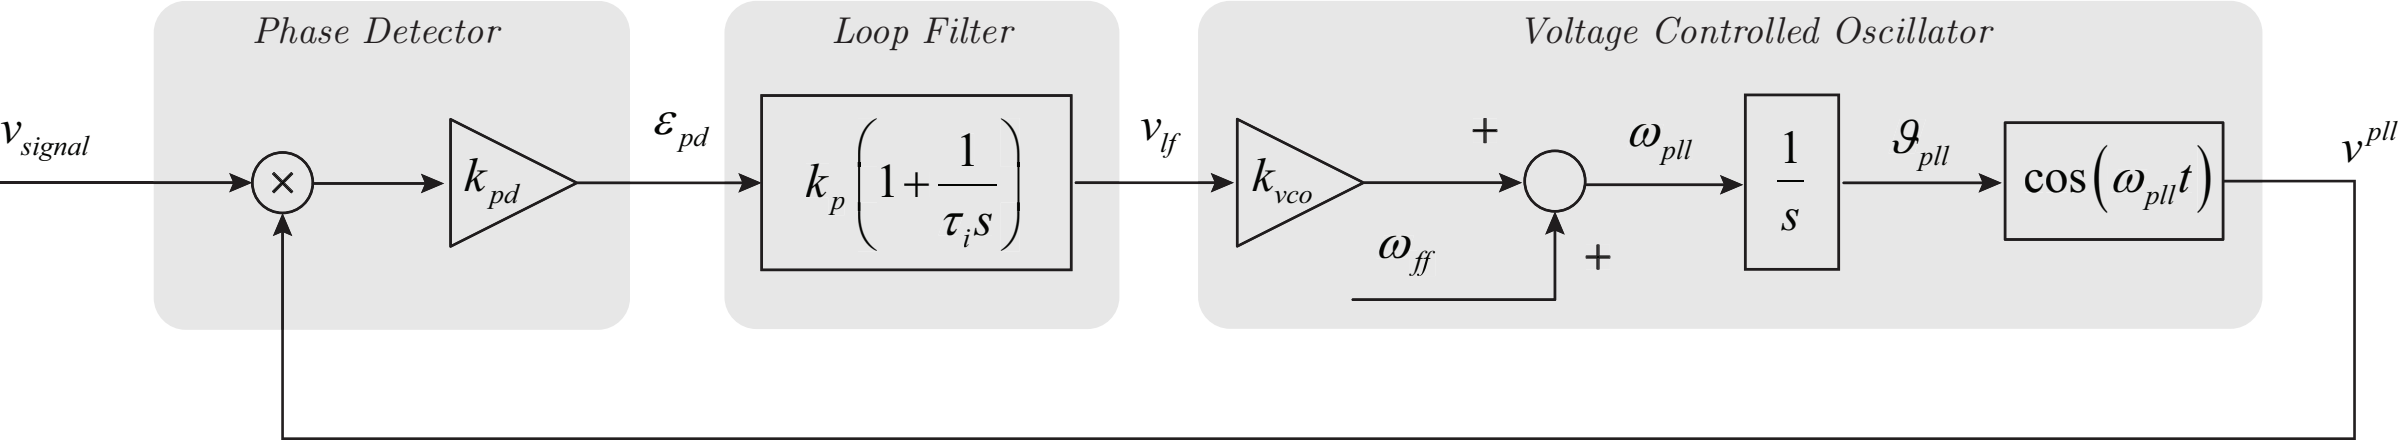 Phase Detector
Loop Filter
Voltage Controlled Oscillator
v_signal
×
k_pd
ε_pd
k_p(1+1/(τ_i s))
v_lf
k_vco
+
ω_ff
+
ω_pll
1/s
ϑ_pll
cos(ω_pll t)
v^pll